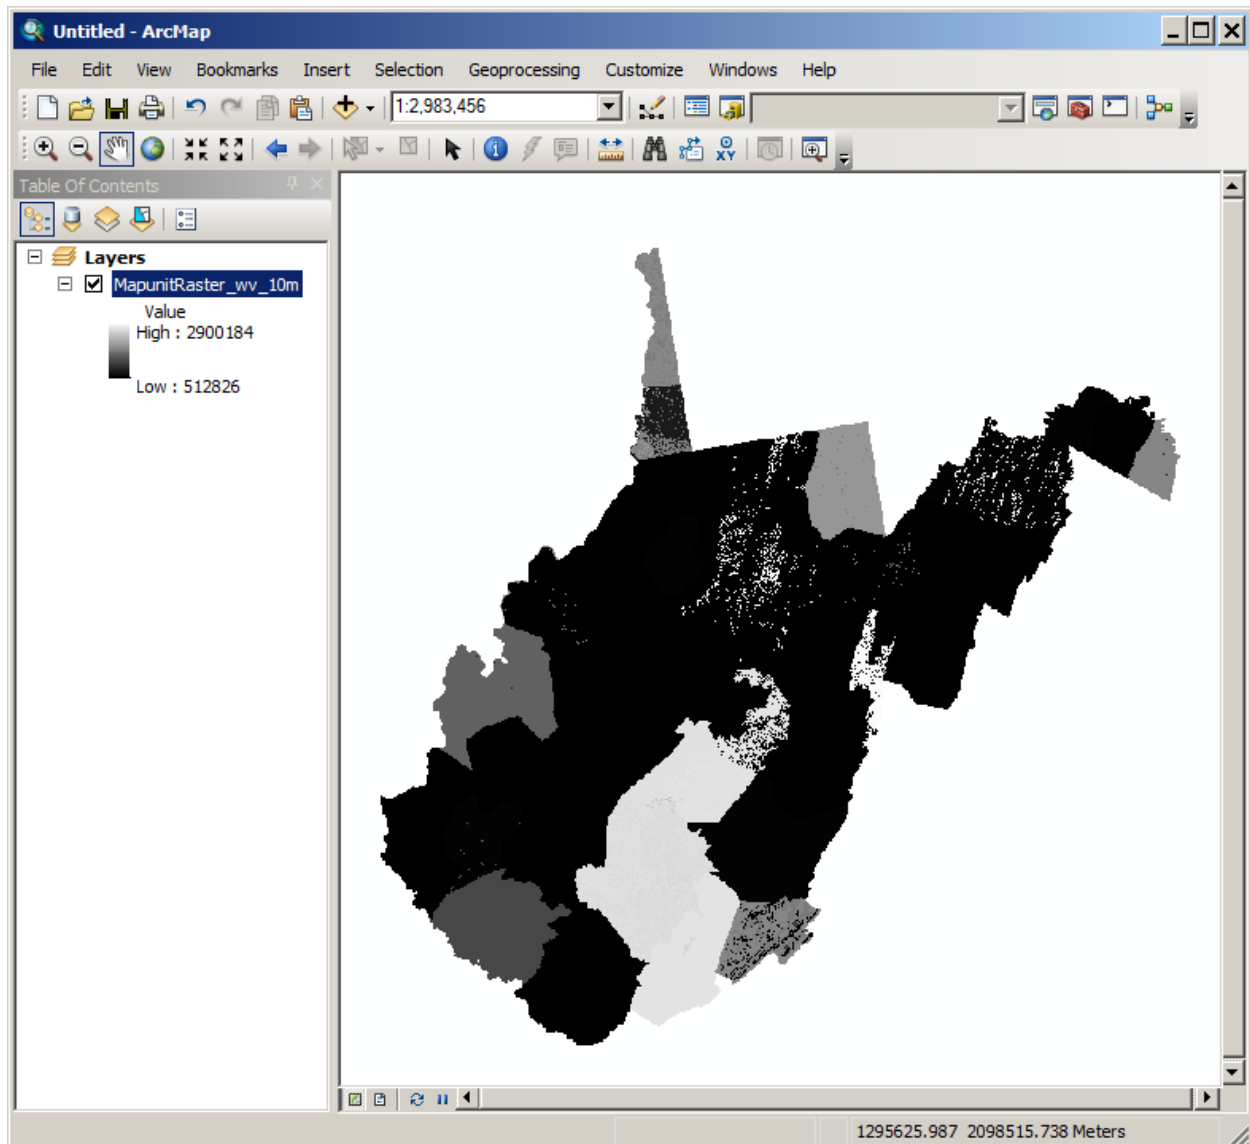 Untitled - ArcMap
File Edit View Bookmarks Insert Selection Geoprocessing Customize Windows Help
1:2,983,456
XY
Table Of Contents
Layers
MapunitRaster_wv_10m
Value
High : 2900184
Low : 512826
1295625.987 2098515.738 Meters